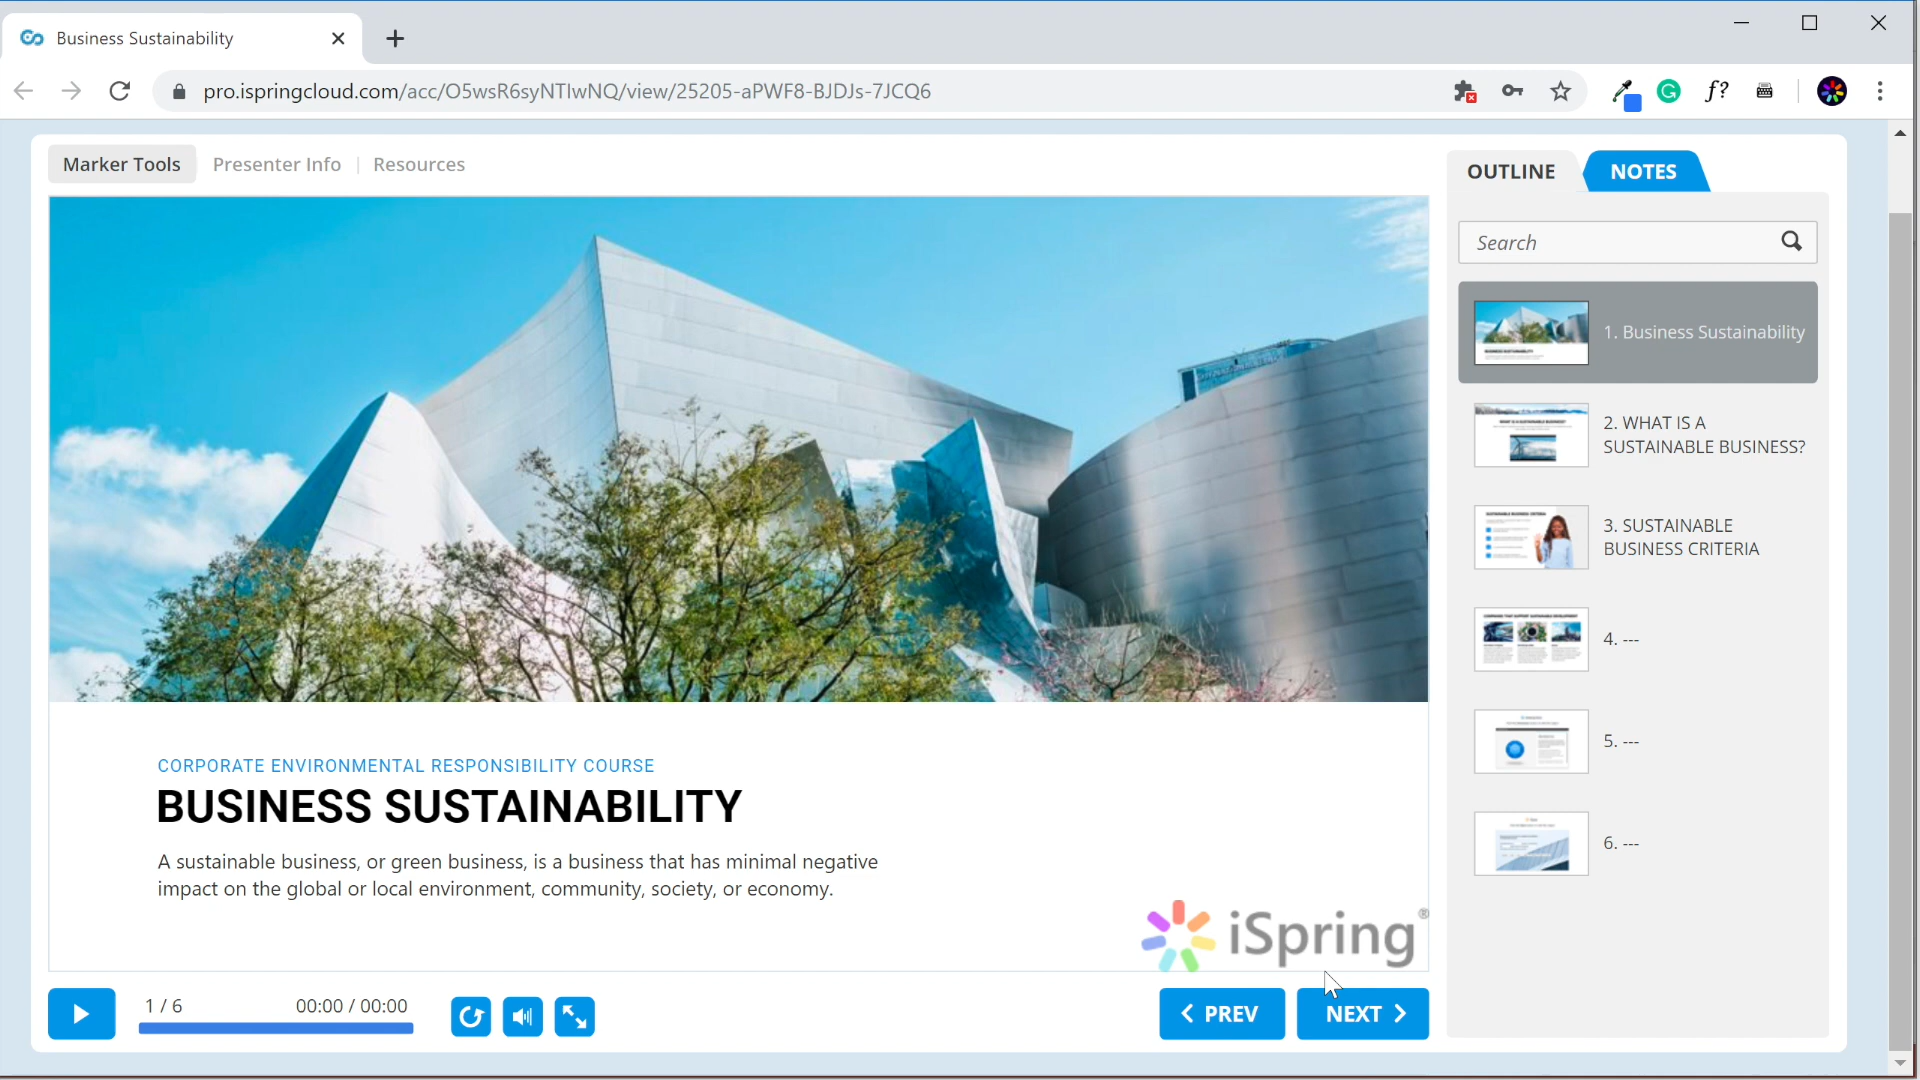 Business Sustainability
pro.ispringcloud.com/acc/O5wsR6syNTIwNQ/view/25205-aPWF8-BJDJs-7JCQ6
f?
Marker Tools
Presenter Info | Resources
OUTLINE
NOTES
Search
1. Business Sustainability
2. WHAT IS A
SUSTAINABLE BUSINESS?
3. SUSTAINABLE
BUSINESS CRITERIA
4. ---
5. ---
6. ---
CORPORATE ENVIRONMENTAL RESPONSIBILITY COURSE
BUSINESS SUSTAINABILITY
A sustainable business, or green business, is a business that has minimal negative
impact on the global or local environment, community, society, or economy.
iSpring®
1 / 6
00:00 / 00:00
PREV
NEXT